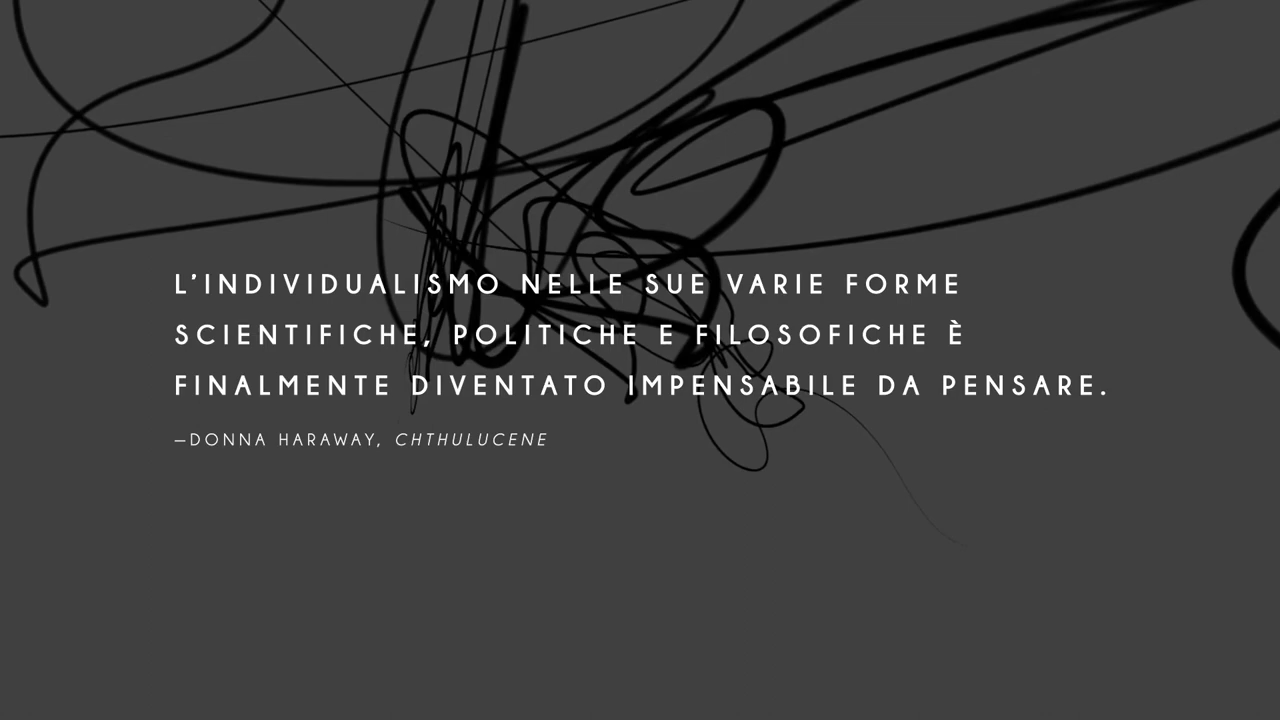 L’INDIVIDUALISMO NELLE SUE VARIE FORME
SCIENTIFICHE, POLITICHE E FILOSOFICHE È
FINALMENTE DIVENTATO IMPENSABILE DA PENSARE.
—DONNA HARAWAY, CHTHULUCENE